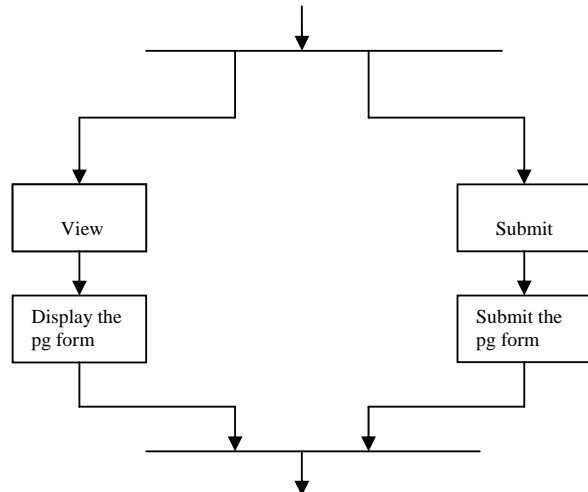 View
Submit
Display the
pg form
Submit the
pg form